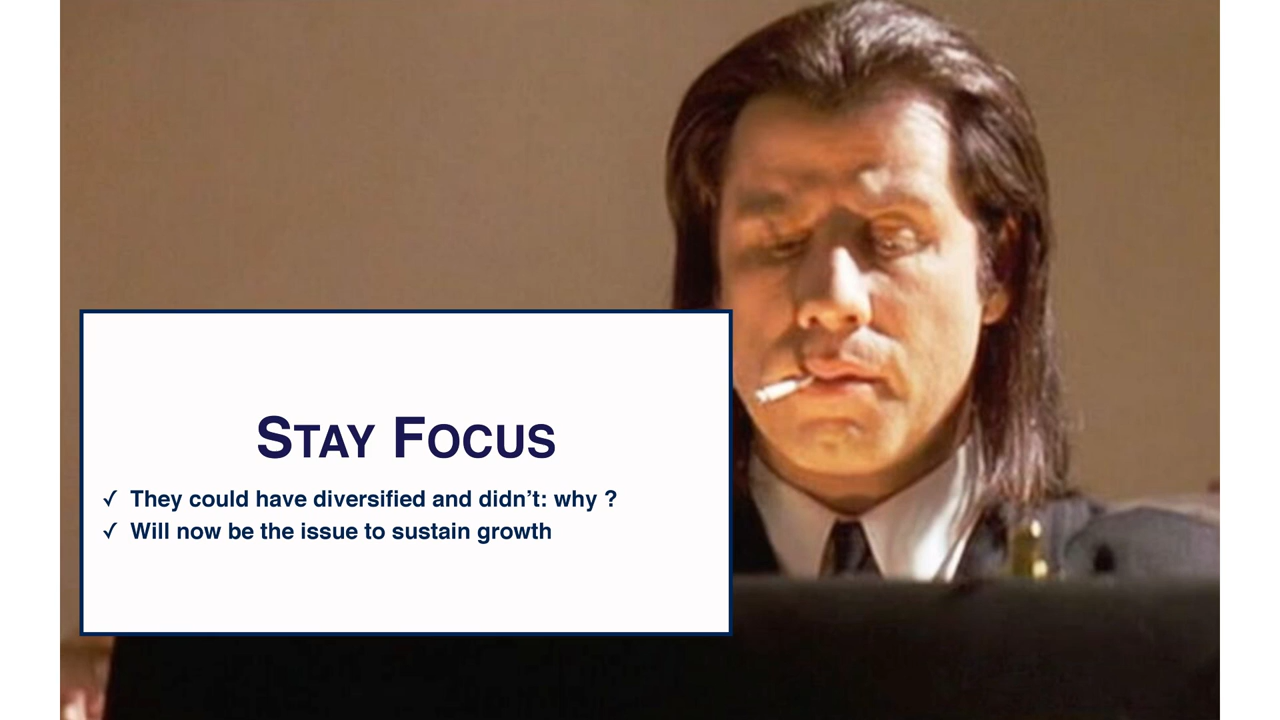 STAY FOCUS
✓ They could have diversified and didn’t: why ?
✓ Will now be the issue to sustain growth